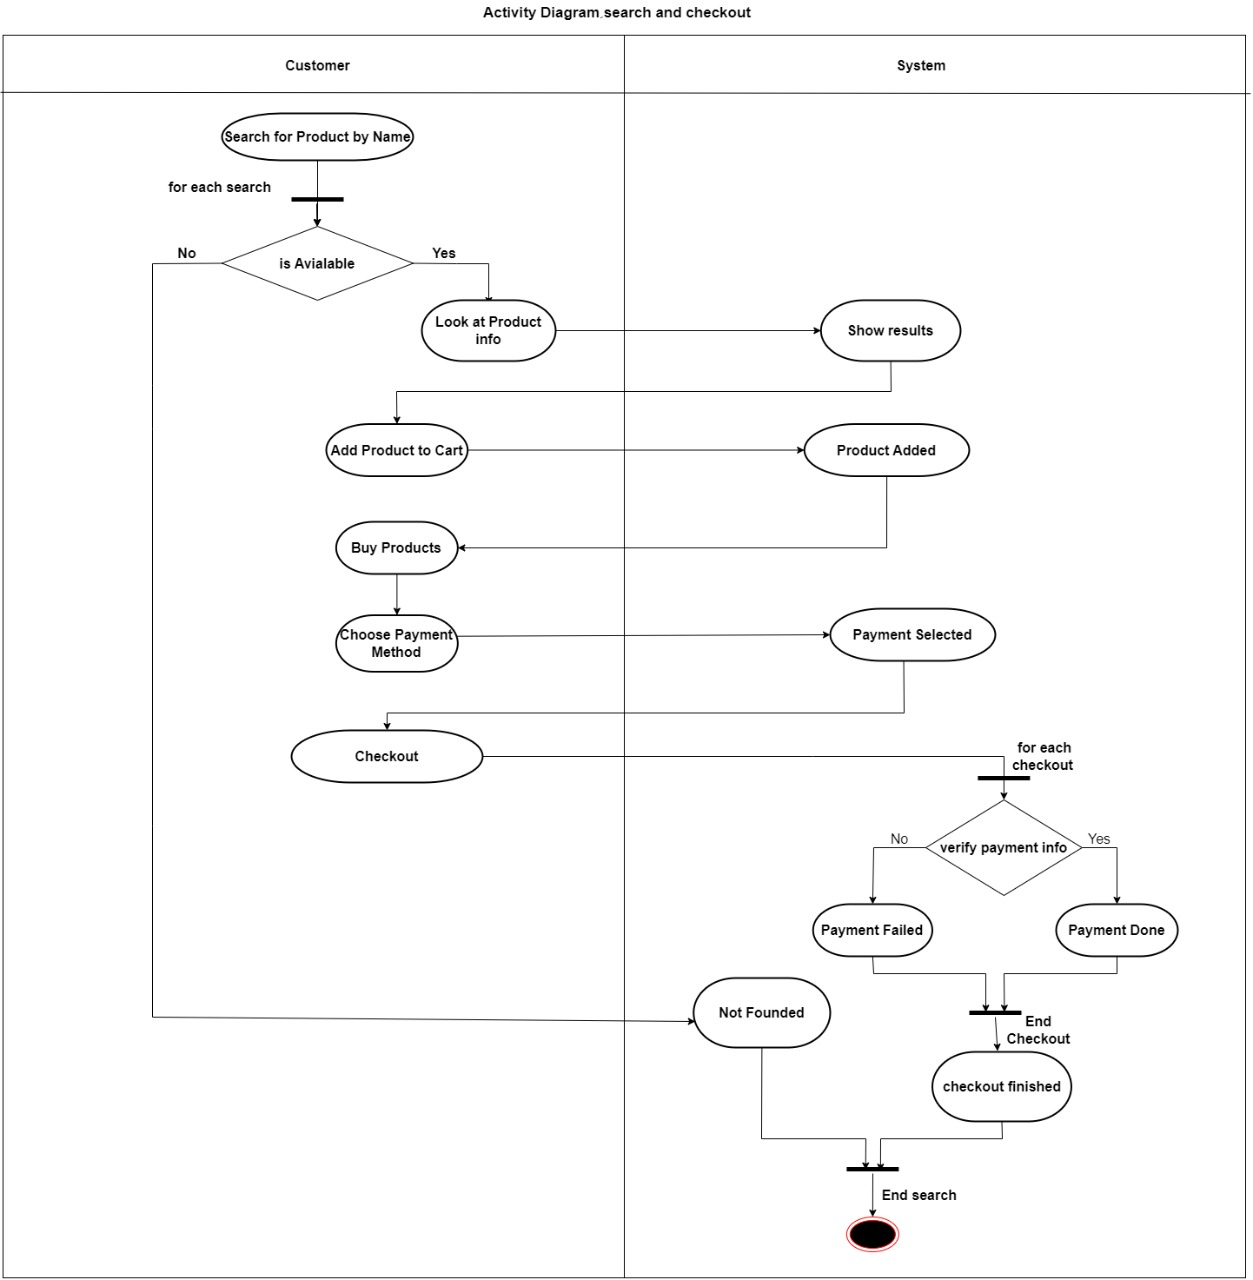 Activity Diagram search and checkout
Customer
System
Search for Product by Name
for each search
No
Yes
is Avialable
Look at Product
info
Show results
Add Product to Cart
Product Added
Buy Products
Choose Payment
Method
Payment Selected
Checkout
for each
checkout
No
Yes
verify payment info
Payment Failed
Payment Done
Not Founded
End
Checkout
checkout finished
End search